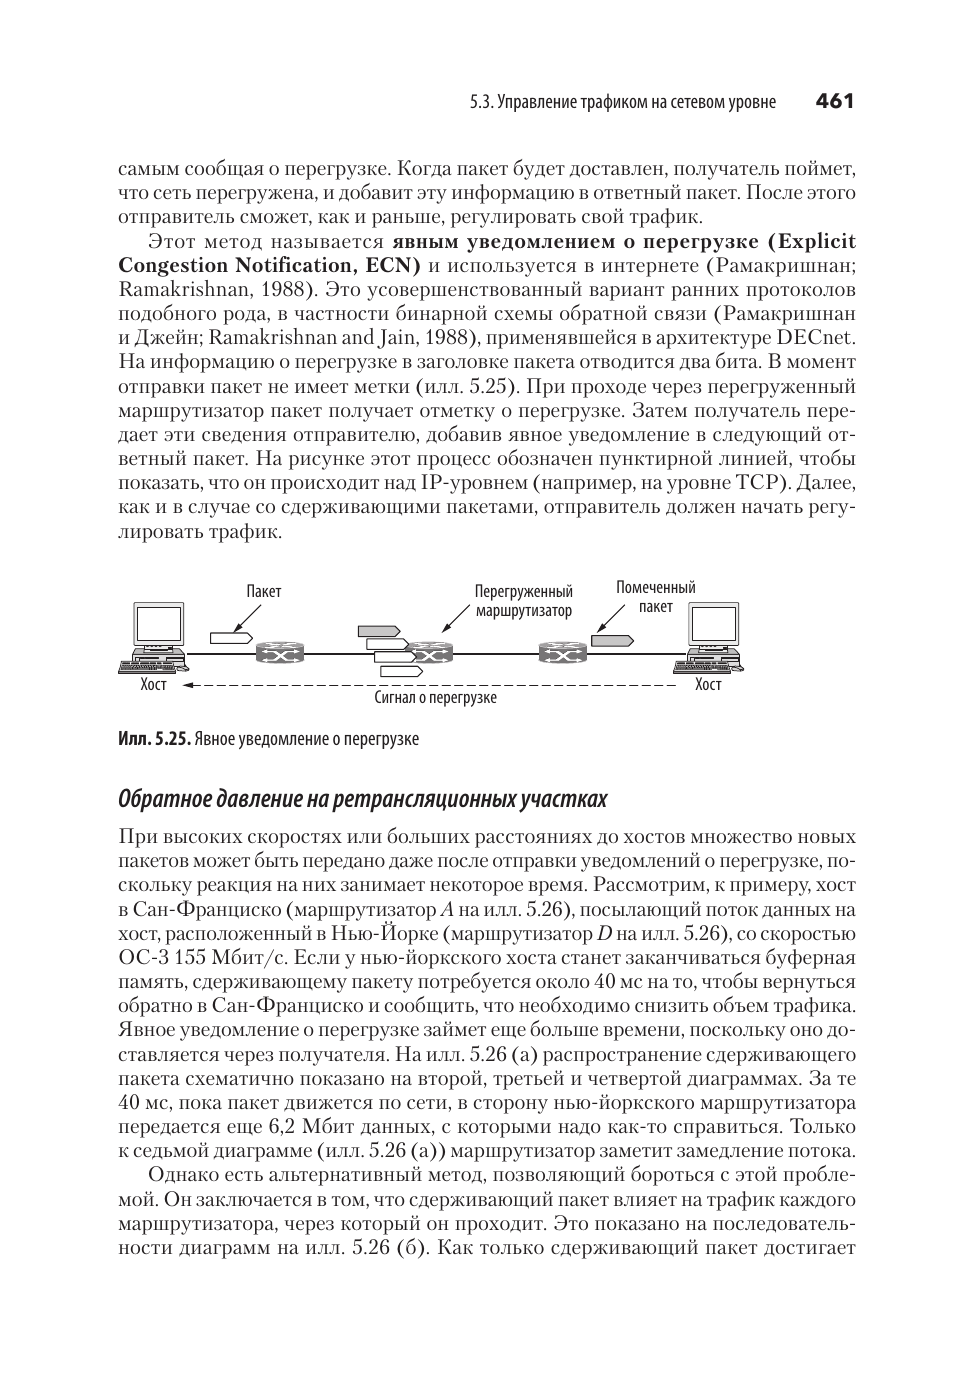 5.3. Управление трафиком на сетевом уровне 461
самым сообщая о перегрузке. Когда пакет будет доставлен, получатель поймет,
что сеть перегружена, и добавит эту информацию в ответный пакет. После этого
отправитель сможет, как и раньше, регулировать свой трафик.
Этот метод называется явным уведомлением о перегрузке (Explicit
Congestion Notification, ECN) и используется в интернете (Рамакришнан;
Ramakrishnan, 1988). Это усовершенствованный вариант ранних протоколов
подобного рода, в частности бинарной схемы обратной связи (Рамакришнан
и Джейн; Ramakrishnan and Jain, 1988), применявшейся в архитектуре DECnet.
На информацию о перегрузке в заголовке пакета отводится два бита. В момент
отправки пакет не имеет метки (илл. 5.25). При проходе через перегруженный
маршрутизатор пакет получает отметку о перегрузке. Затем получатель пере-
дает эти сведения отправителю, добавив явное уведомление в следующий от-
ветный пакет. На рисунке этот процесс обозначен пунктирной линией, чтобы
показать, что он происходит над IP-уровнем (например, на уровне TCP). Далее,
как и в случае со сдерживающими пакетами, отправитель должен начать регу-
лировать трафик.
Пакет
Перегруженный
маршрутизатор
Помеченный
пакет
Хост
Хост
Сигнал о перегрузке
Илл. 5.25. Явное уведомление о перегрузке
Обратное давление на ретрансляционных участках
При высоких скоростях или больших расстояниях до хостов множество новых
пакетов может быть передано даже после отправки уведомлений о перегрузке, по-
скольку реакция на них занимает некоторое время. Рассмотрим, к примеру, хост
в Сан-Франциско (маршрутизатор A на илл. 5.26), посылающий поток данных на
хост, расположенный в Нью-Йорке (маршрутизатор D на илл. 5.26), со скоростью
OC-3 155 Мбит/с. Если у нью-йоркского хоста станет заканчиваться буферная
память, сдерживающему пакету потребуется около 40 мс на то, чтобы вернуться
обратно в Сан-Франциско и сообщить, что необходимо снизить объем трафика.
Явное уведомление о перегрузке займет еще больше времени, поскольку оно до-
ставляется через получателя. На илл. 5.26 (а) распространение сдерживающего
пакета схематично показано на второй, третьей и четвертой диаграммах. За те
40 мс, пока пакет движется по сети, в сторону нью-йоркского маршрутизатора
передается еще 6,2 Мбит данных, с которыми надо как-то справиться. Только
к седьмой диаграмме (илл. 5.26 (а)) маршрутизатор заметит замедление потока.
Однако есть альтернативный метод, позволяющий бороться с этой пробле-
мой. Он заключается в том, что сдерживающий пакет влияет на трафик каждого
маршрутизатора, через который он проходит. Это показано на последователь-
ности диаграмм на илл. 5.26 (б). Как только сдерживающий пакет достигает